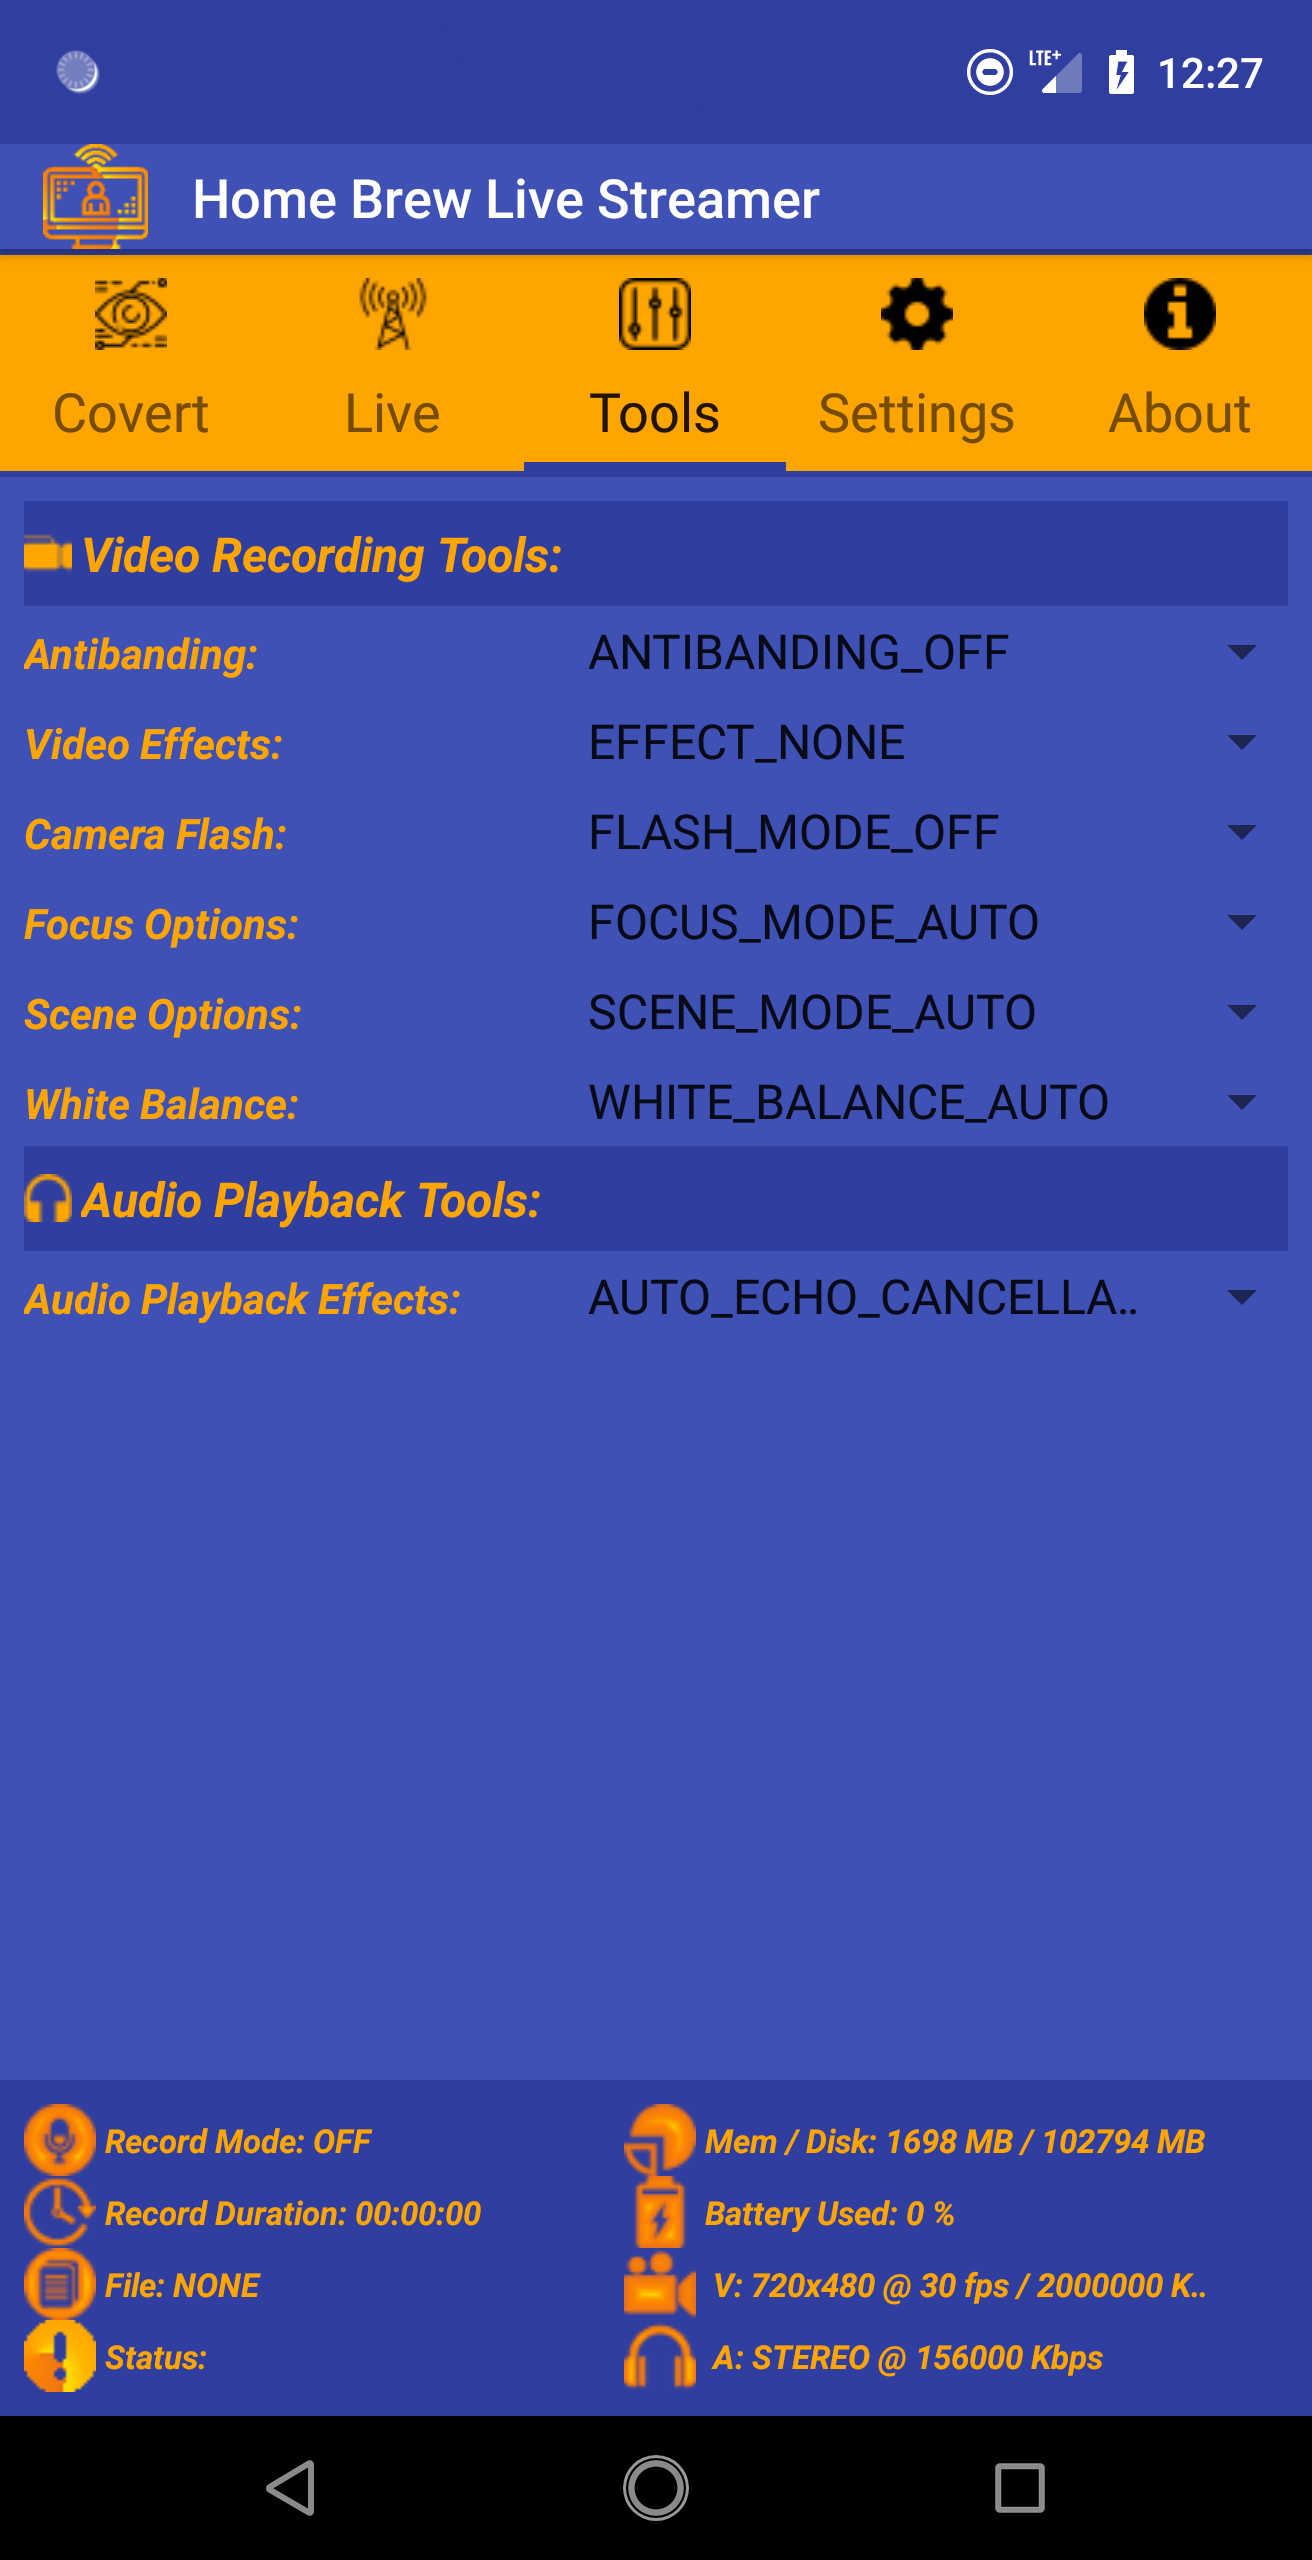 LTE+ 12:27
Home Brew Live Streamer
Covert Live Tools Settings About
Video Recording Tools:
Antibanding: ANTIBANDING_OFF
Video Effects: EFFECT_NONE
Camera Flash: FLASH_MODE_OFF
Focus Options: FOCUS_MODE_AUTO
Scene Options: SCENE_MODE_AUTO
White Balance: WHITE_BALANCE_AUTO
Audio Playback Tools:
Audio Playback Effects: AUTO_ECHO_CANCELLA..
Record Mode: OFF Mem / Disk: 1698 MB / 102794 MB
Record Duration: 00:00:00 Battery Used: 0 %
File: NONE V: 720x480 @ 30 fps / 2000000 K..
Status: A: STEREO @ 156000 Kbps